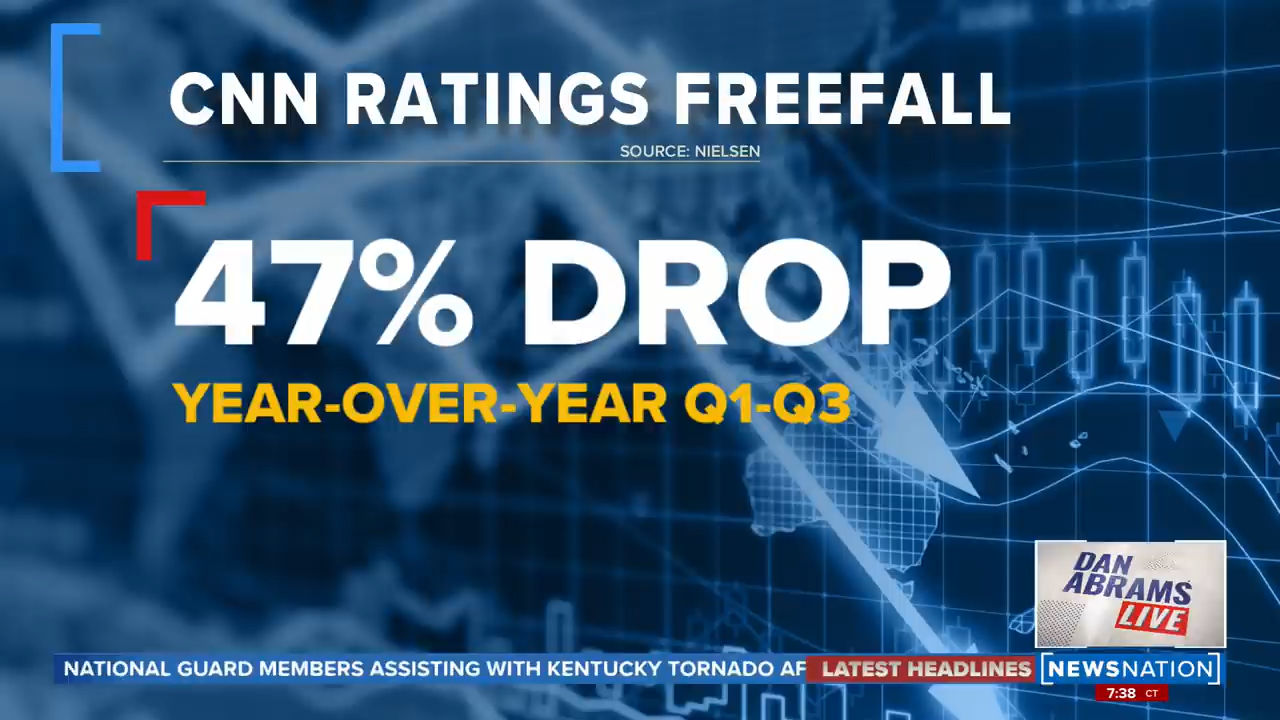 CNN RATINGS FREEFALL
SOURCE: NIELSEN
47% DROP
YEAR-OVER-YEAR Q1-Q3
DAN
ABRAMS
LIVE
NATIONAL GUARD MEMBERS ASSISTING WITH KENTUCKY TORNADO AF
LATEST HEADLINES
NEWSNATION
7:38 CT